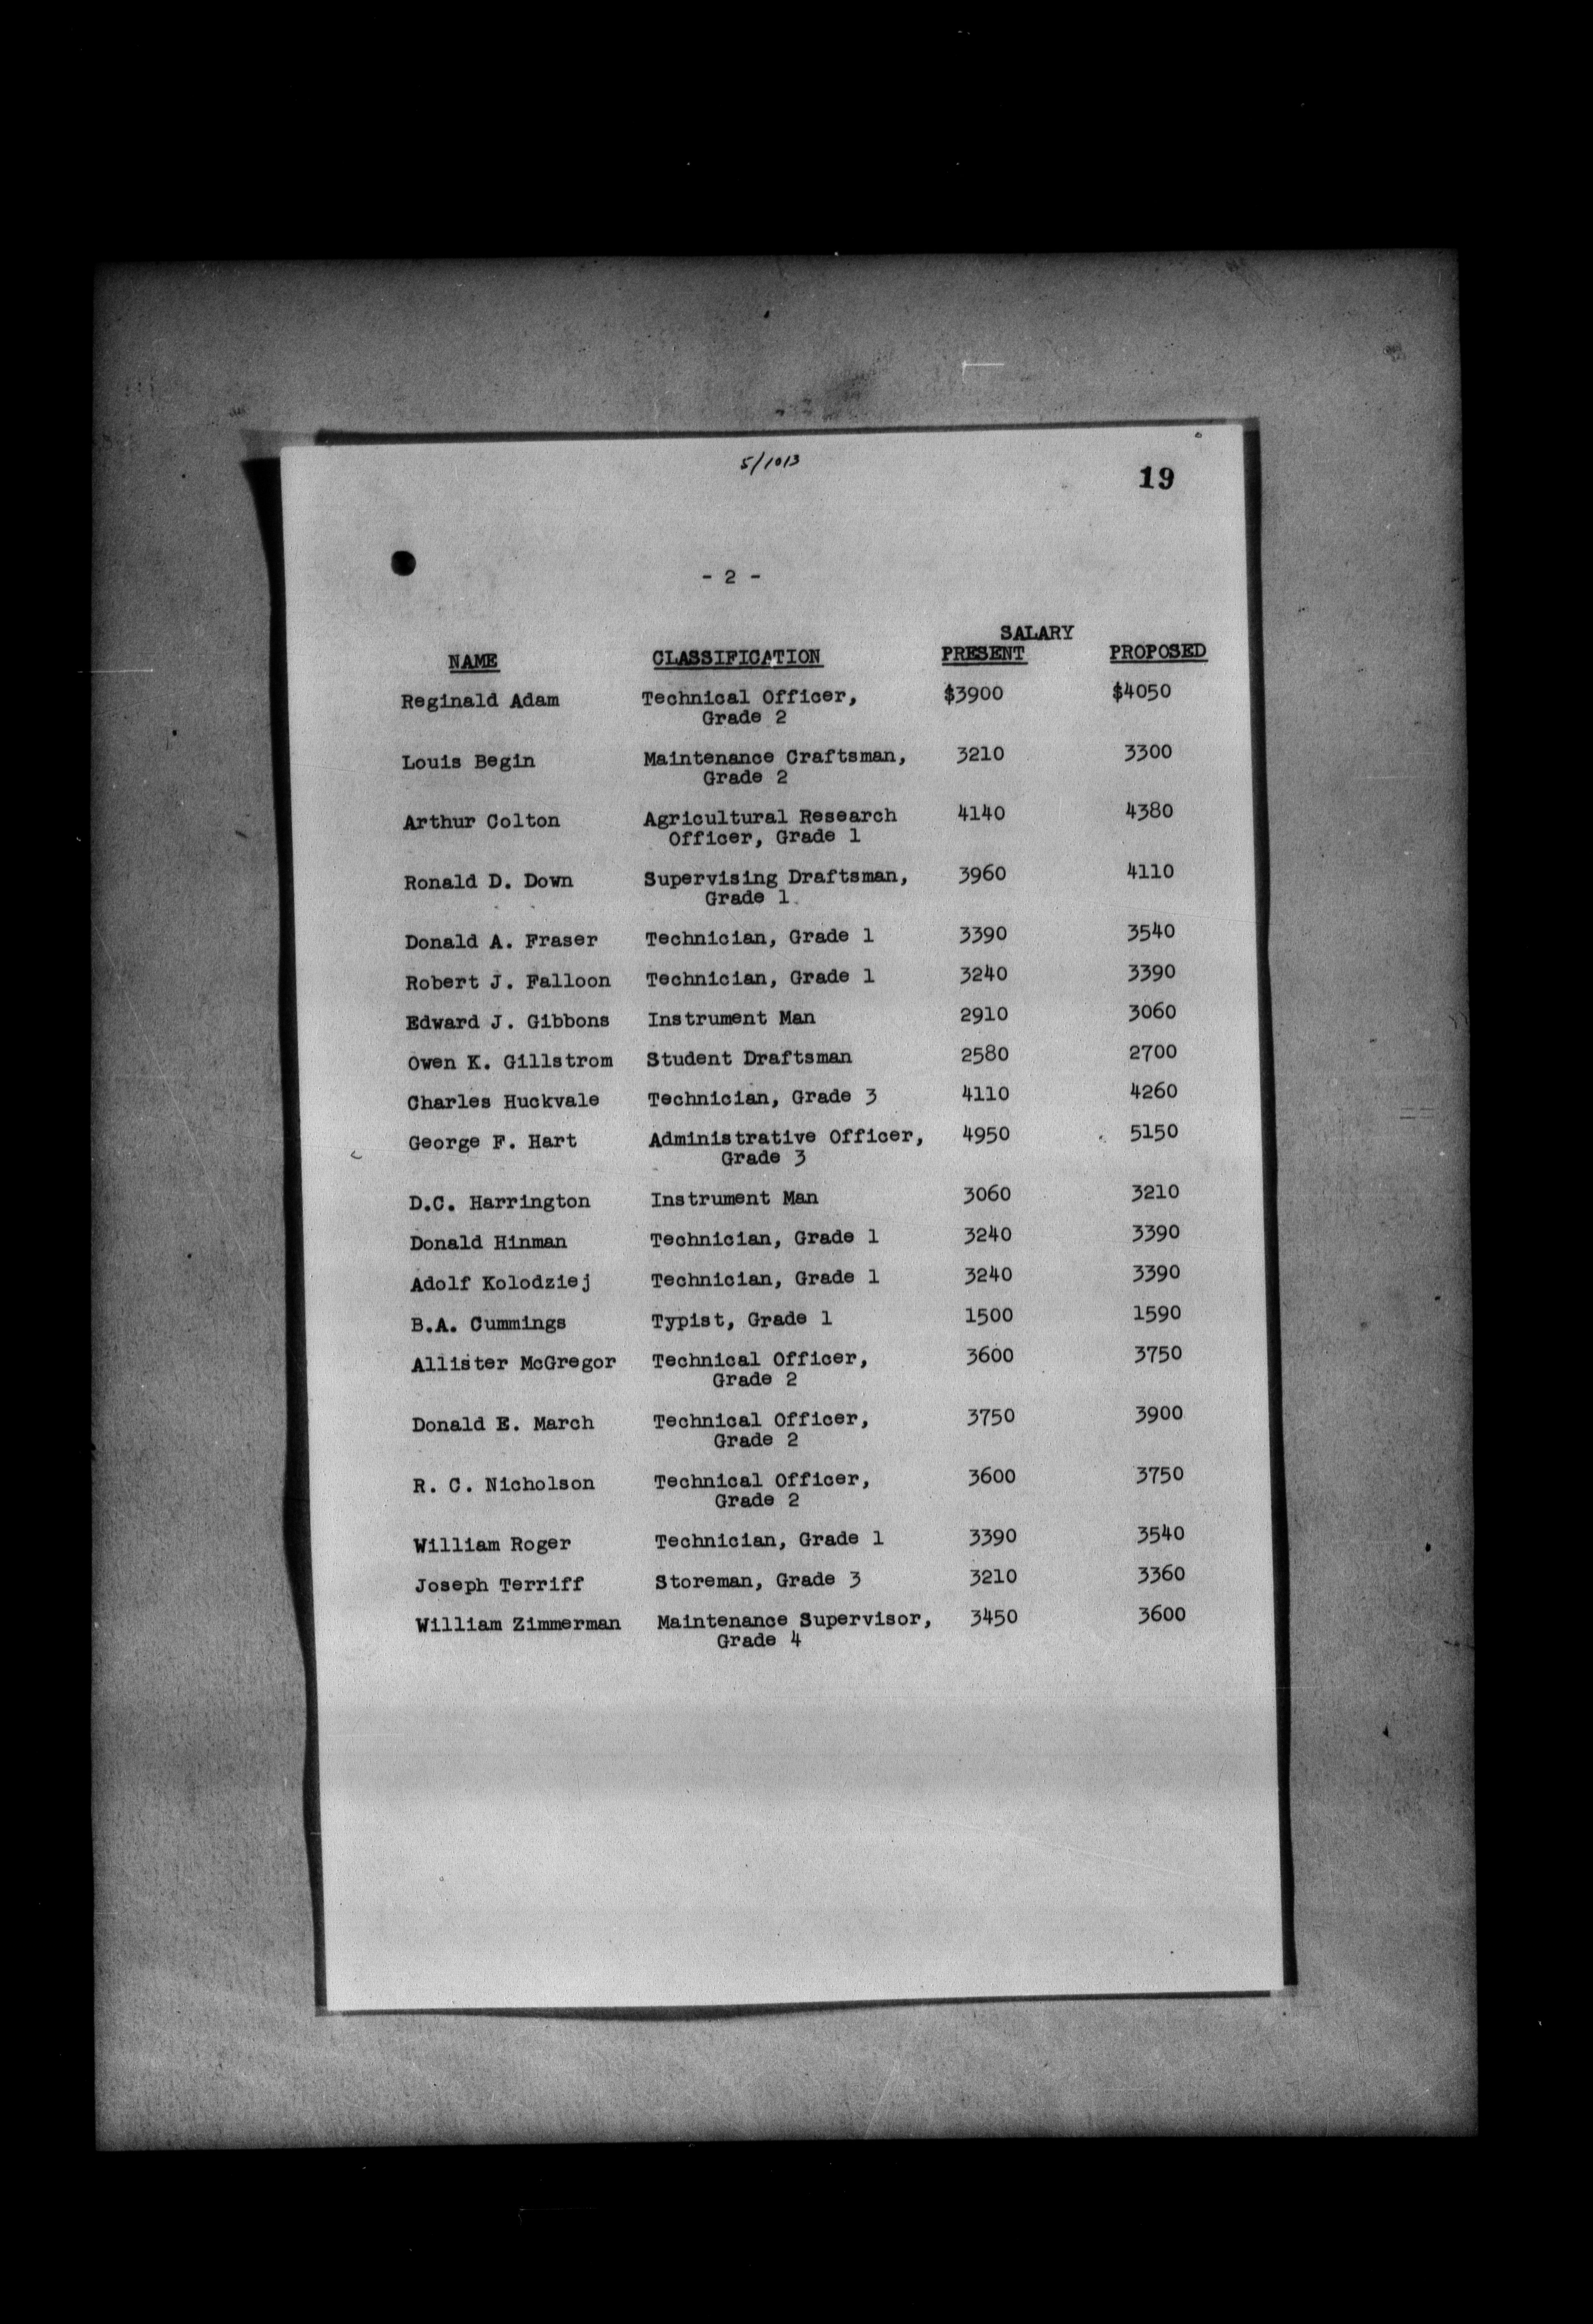 5/1013
19
- 2 -
SALARY
NAME CLASSIFICATION PRESENT PROPOSED
Reginald Adam Technical Officer, $3900 $4050
Grade 2
Louis Begin Maintenance Craftsman, 3210 3300
Grade 2
Arthur Colton Agricultural Research 4140 4380
Officer, Grade 1
Ronald D. Down Supervising Draftsman, 3960 4110
Grade 1
Donald A. Fraser Technician, Grade 1 3390 3540
Robert J. Falloon Technician, Grade 1 3240 3390
Edward J. Gibbons Instrument Man 2910 3060
Owen K. Gillstrom Student Draftsman 2580 2700
Charles Huckvale Technician, Grade 3 4110 4260
George F. Hart Administrative Officer, 4950 5150
Grade 3
D.C. Harrington Instrument Man 3060 3210
Donald Hinman Technician, Grade 1 3240 3390
Adolf Kolodziej Technician, Grade 1 3240 3390
B.A. Cummings Typist, Grade 1 1500 1590
Allister McGregor Technical Officer, 3600 3750
Grade 2
Donald E. March Technical Officer, 3750 3900
Grade 2
R. C. Nicholson Technical Officer, 3600 3750
Grade 2
William Roger Technician, Grade 1 3390 3540
Joseph Terriff Storeman, Grade 3 3210 3360
William Zimmerman Maintenance Supervisor, 3450 3600
Grade 4